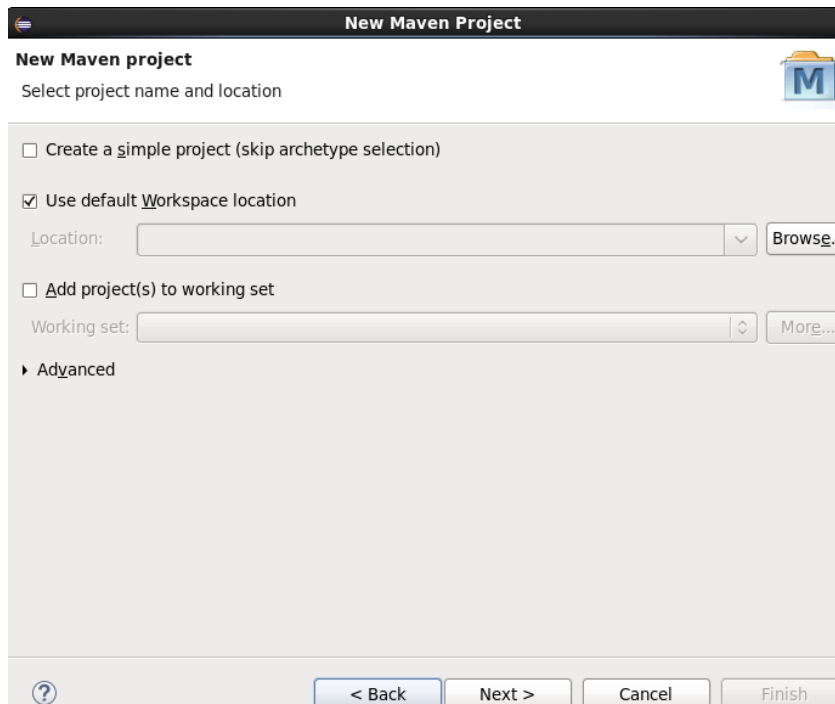 New Maven Project
New Maven project
Select project name and location
M
Create a simple project (skip archetype selection)
Use default Workspace location
Location:
Browse.
Add project(s) to working set
Working set:
More...
Advanced
?
< Back Next > Cancel Finish